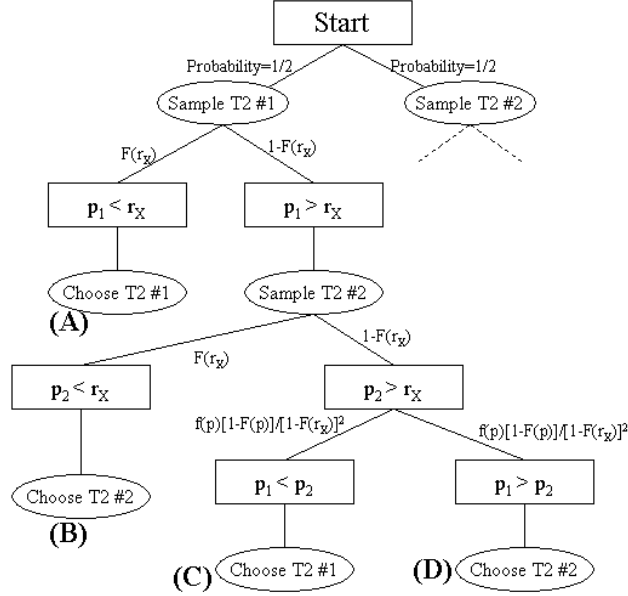 Start
Probability=1/2 Probability=1/2
Sample T2 #1 Sample T2 #2
F(rX) 1-F(rX)
p1 < rX p1 > rX
Choose T2 #1 Sample T2 #2
(A)
F(rX) 1-F(rX)
p2 < rX p2 > rX
f(p)[1-F(p)]/[1-F(rX)]² f(p)[1-F(p)]/[1-F(rX)]²
Choose T2 #2 p1 < p2 p1 > p2
(B)
Choose T2 #1 Choose T2 #2
(C) (D)